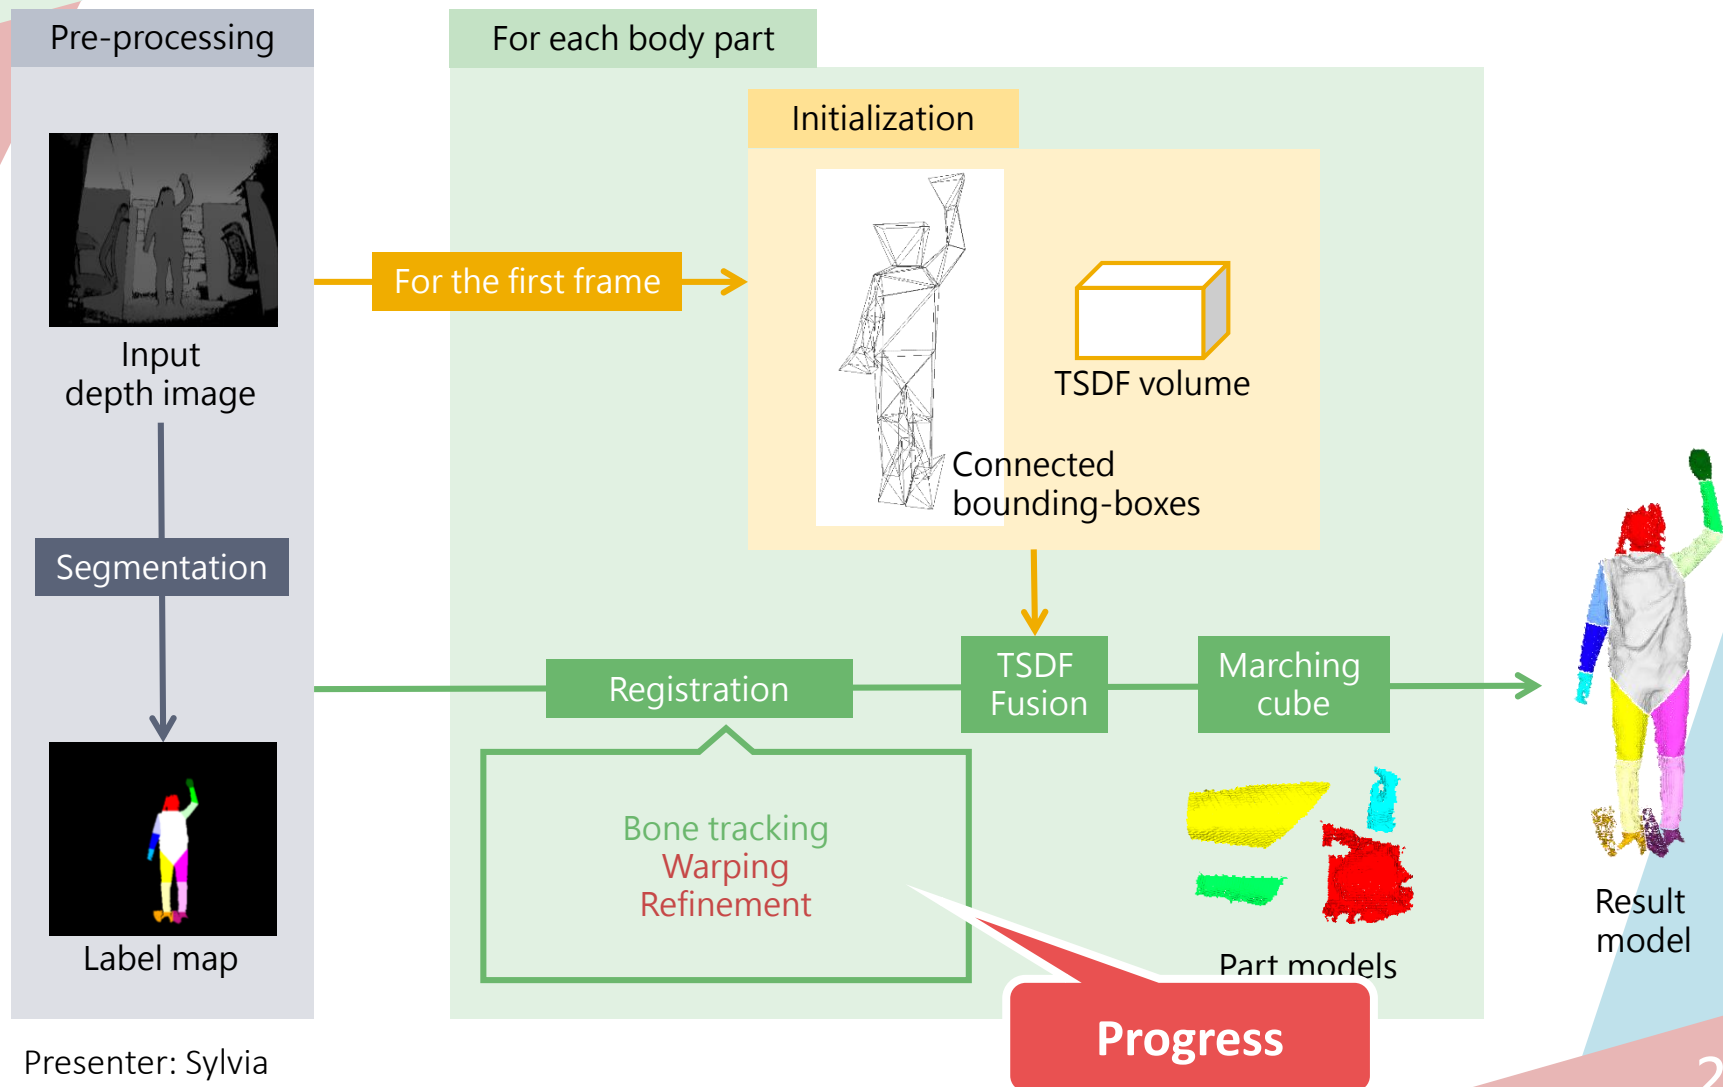 Pre-processing
For each body part
Initialization
For the first frame
Input
depth image
TSDF volume
Connected
bounding-boxes
Segmentation
Registration
TSDF
Fusion
Marching
cube
Bone tracking
Warping
Refinement
Label map
Part models
Result
model
Progress
Presenter: Sylvia
2